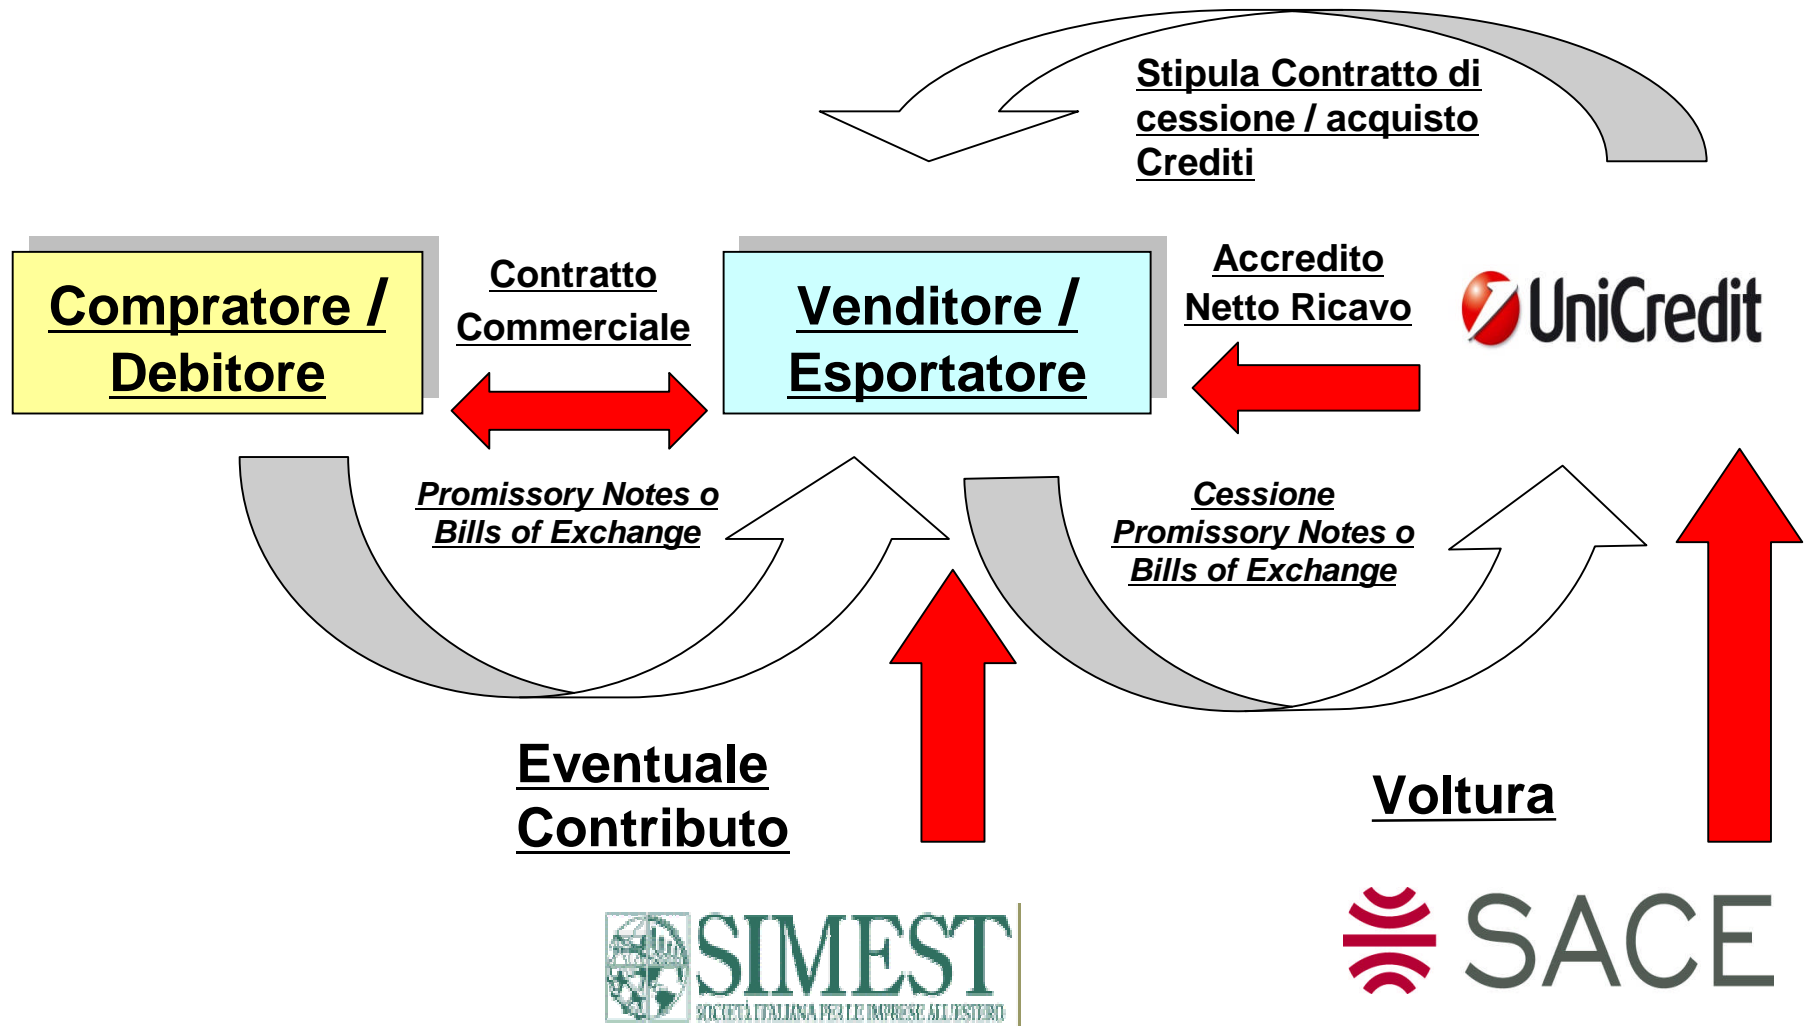 Stipula Contratto di
cessione / acquisto
Crediti
Compratore /
Debitore
Contratto
Commerciale
Venditore /
Esportatore
Accredito
Netto Ricavo
UniCredit
Promissory Notes o
Bills of Exchange
Cessione
Promissory Notes o
Bills of Exchange
Eventuale
Contributo
Voltura
SIMEST
SOCIETÀ ITALIANA PER LE IMPRESE ALL'ESTERO
SACE